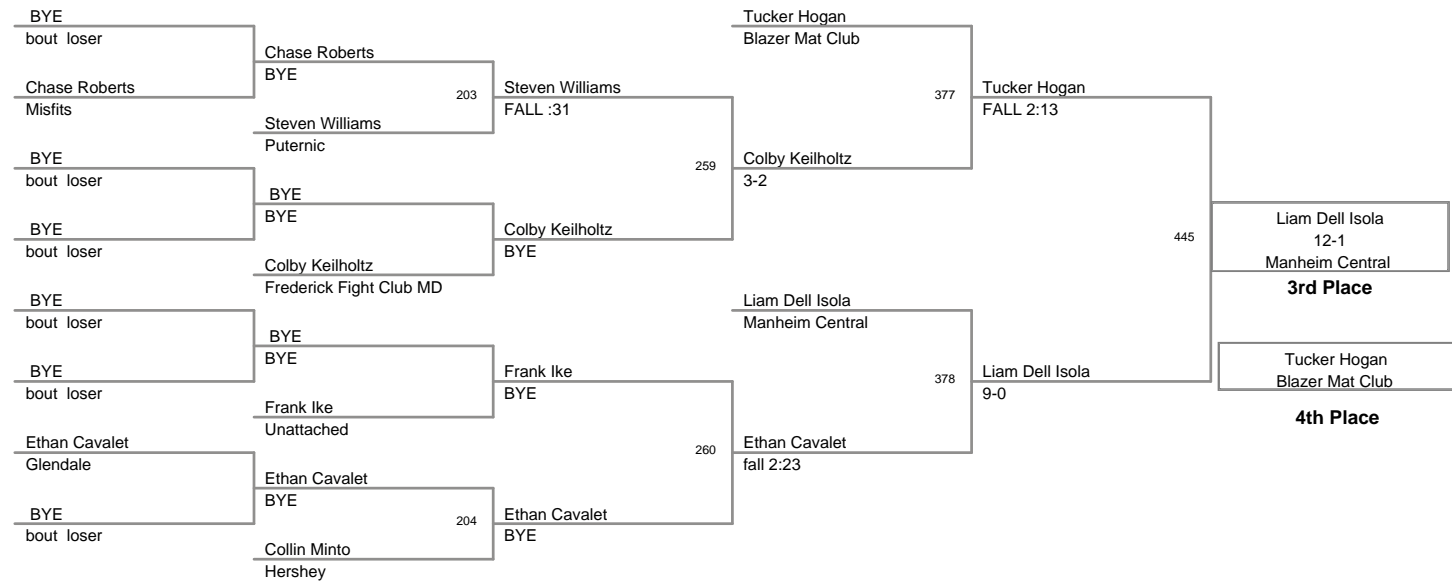 BYE
bout loser
Chase Roberts
Misfits
BYE
bout loser
BYE
bout loser
BYE
bout loser
BYE
bout loser
Ethan Cavalet
Glendale
BYE
bout loser
Chase Roberts
BYE
203
Steven Williams
Puternic
BYE
BYE
Colby Keilholtz
Frederick Fight Club MD
BYE
BYE
Frank Ike
Unattached
Ethan Cavalet
BYE
204
Collin Minto
Hershey
Steven Williams
FALL :31
259
Colby Keilholtz
BYE
Frank Ike
BYE
260
Ethan Cavalet
BYE
Tucker Hogan
Blazer Mat Club
377
Colby Keilholtz
3-2
Liam Dell Isola
Manheim Central
378
Ethan Cavalet
fall 2:23
Tucker Hogan
FALL 2:13
445
Liam Dell Isola
9-0
Liam Dell Isola
12-1
Manheim Central
3rd Place
Tucker Hogan
Blazer Mat Club
4th Place